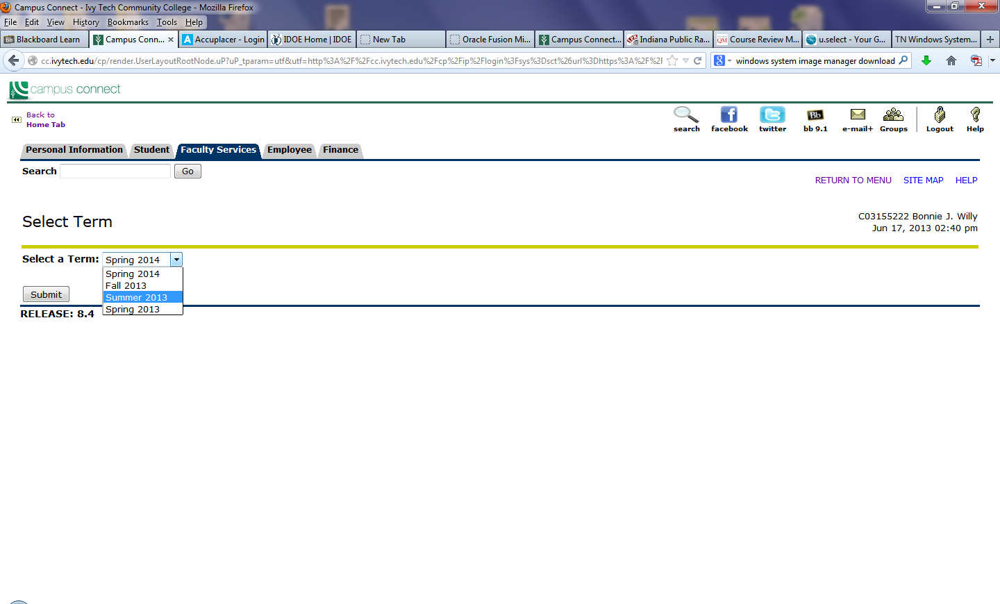 Campus Connect - Ivy Tech Community College - Mozilla Firefox
File Edit View History Bookmarks Tools Help
Bb Blackboard Learn
Campus Conn... ×
A Accuplacer - Login
IDOE Home | IDOE
New Tab
Oracle Fusion Mi...
Campus Connect...
Indiana Public Ra...
QM Course Review M...
u.select - Your G...
TN Windows System...
cc.ivytech.edu/cp/render.UserLayoutRootNode.uP?uP_tparam=utf&utf=http%3A%2F%2Fcc.ivytech.edu%2Fcp%2Fip%2Flogin%3Fsys%3Dsct%26url%3Dhttps%3A%2F%2F
8 windows system image manager download
campus connect
Back to
Home Tab
search facebook twitter bb 9.1 e-mail+ Groups Logout Help
Personal Information Student Faculty Services Employee Finance
Search Go
RETURN TO MENU SITE MAP HELP
Select Term
C03155222 Bonnie J. Willy
Jun 17, 2013 02:40 pm
Select a Term: Spring 2014
Spring 2014
Fall 2013
Summer 2013
Spring 2013
Submit
RELEASE: 8.4